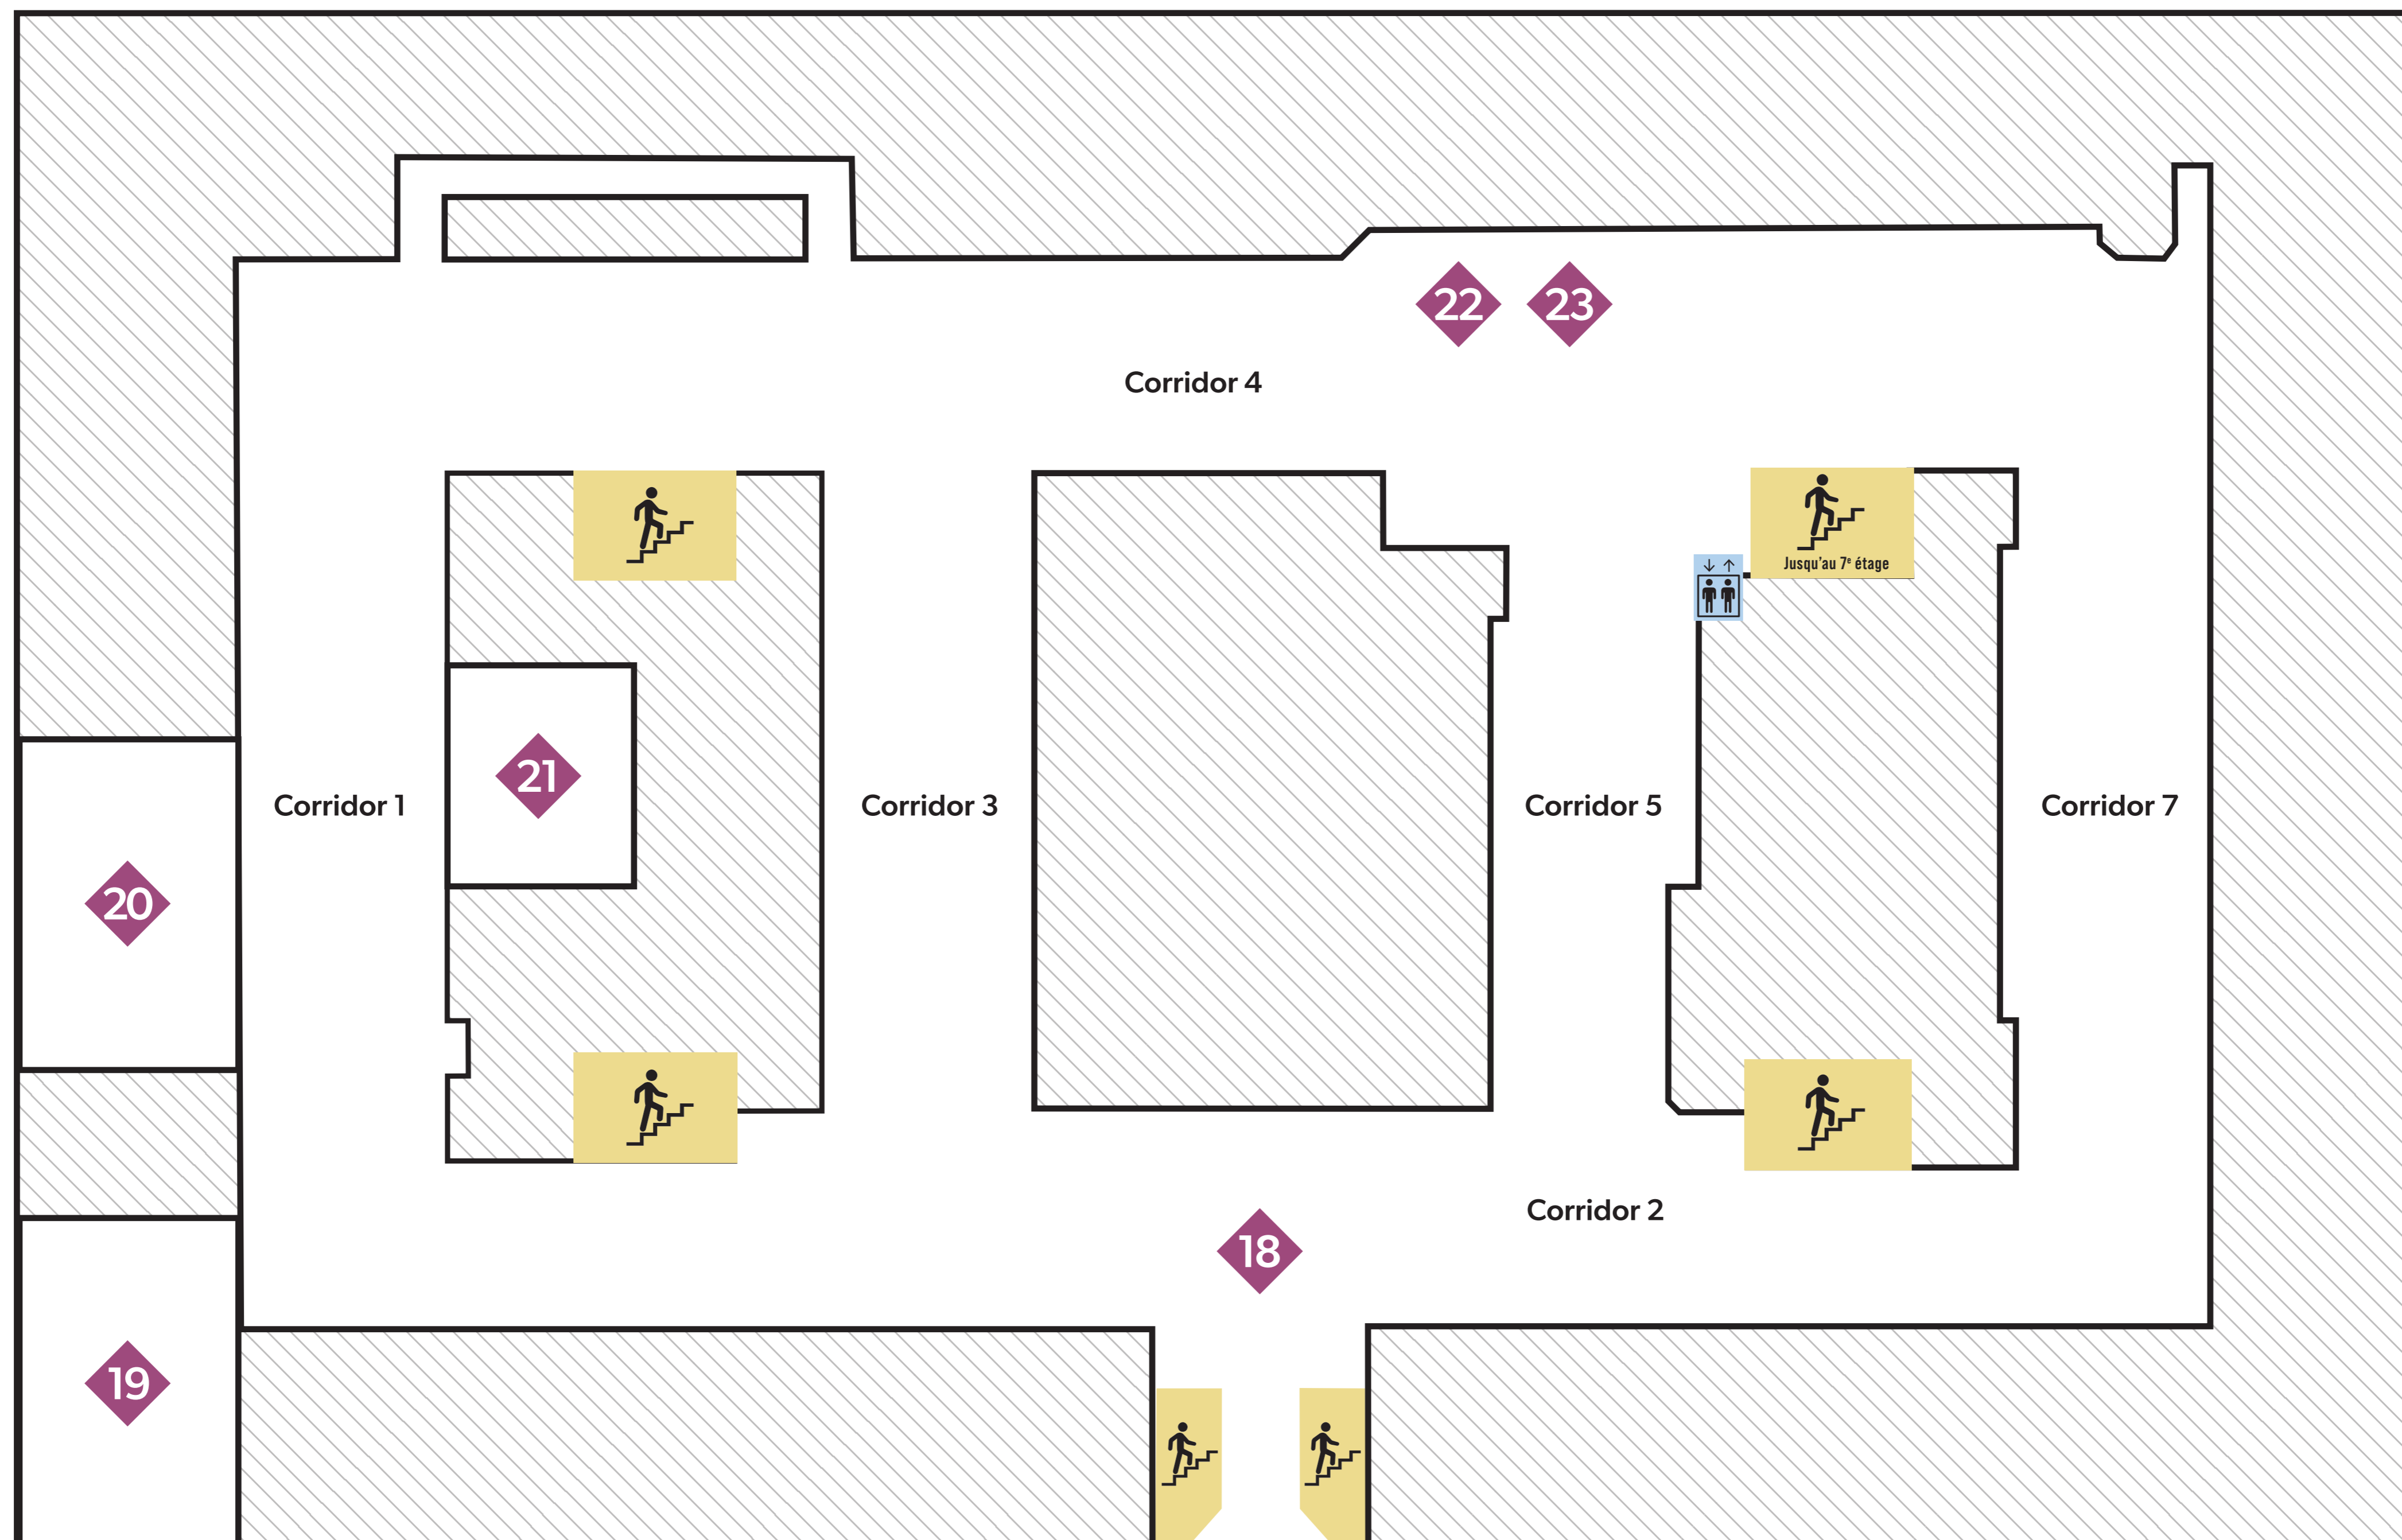 22 23
Corridor 4
Jusqu'au 7e étage
21
Corridor 1
Corridor 3
Corridor 5
Corridor 7
20
Corridor 2
18
19